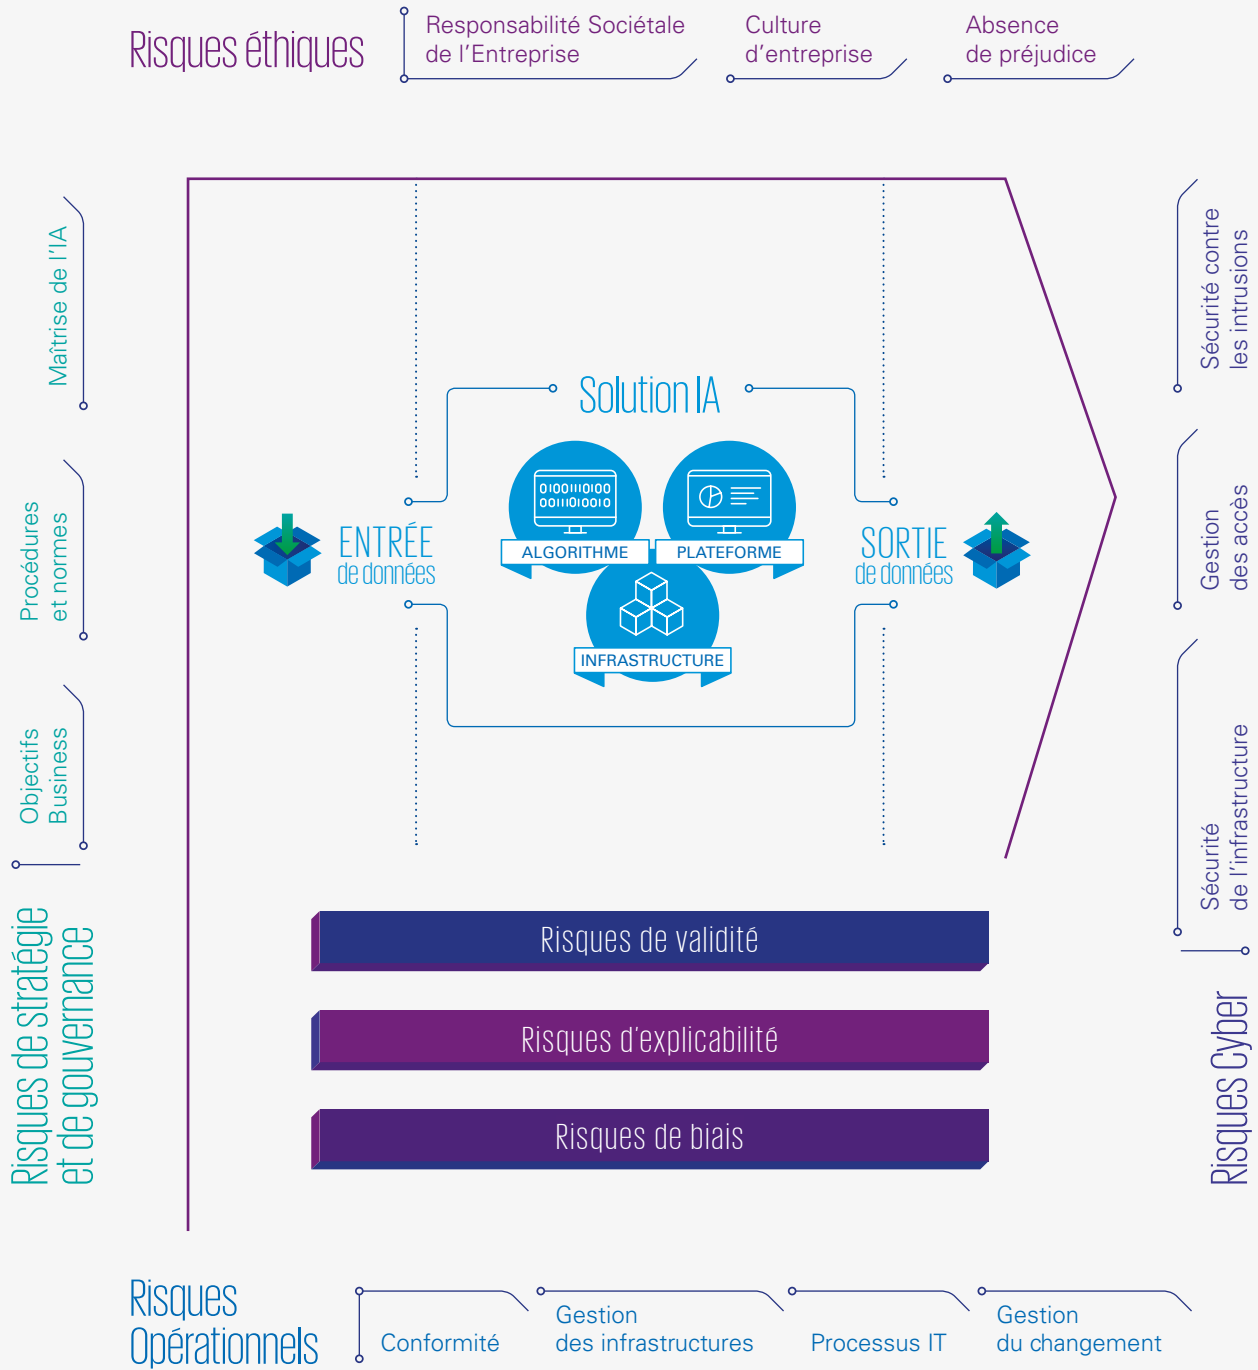 Risques éthiques
Responsabilité Sociétale
de l'Entreprise
Culture
d'entreprise
Absence
de préjudice
Maîtrise de l'IA
Procédures
et normes
Objectifs
Business
Risques de stratégie
et de gouvernance
Solution IA
01001110100
00111010010
ALGORITHME
PLATEFORME
INFRASTRUCTURE
ENTRÉE
de données
SORTIE
de données
Risques de validité
Risques d'explicabilité
Risques de biais
Sécurité contre
les intrusions
Gestion
des accès
Sécurité
de l'infrastructure
Risques Cyber
Risques
Opérationnels
Conformité
Gestion
des infrastructures
Processus IT
Gestion
du changement